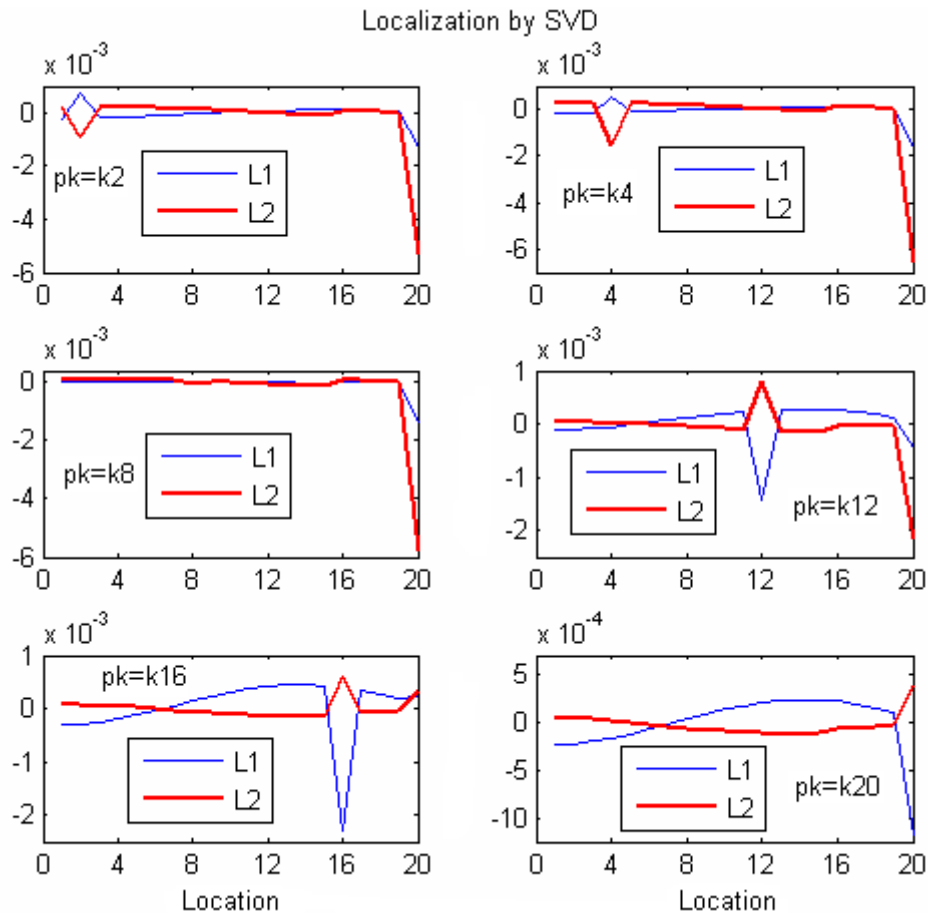 Localization by SVD
x 10^-3
0
-2
-4
-6
0 4 8 12 16 20
pk=k2
L1
L2
x 10^-3
0
-2
-4
-6
0 4 8 12 16 20
pk=k4
L1
L2
x 10^-3
0
-2
-4
-6
0 4 8 12 16 20
pk=k8
L1
L2
x 10^-3
1
0
-1
-2
0 4 8 12 16 20
L1
L2
pk=k12
x 10^-3
1
0
-1
-2
0 4 8 12 16 20
pk=k16
L1
L2
Location
x 10^-4
5
0
-5
-10
0 4 8 12 16 20
L1
L2
pk=k20
Location